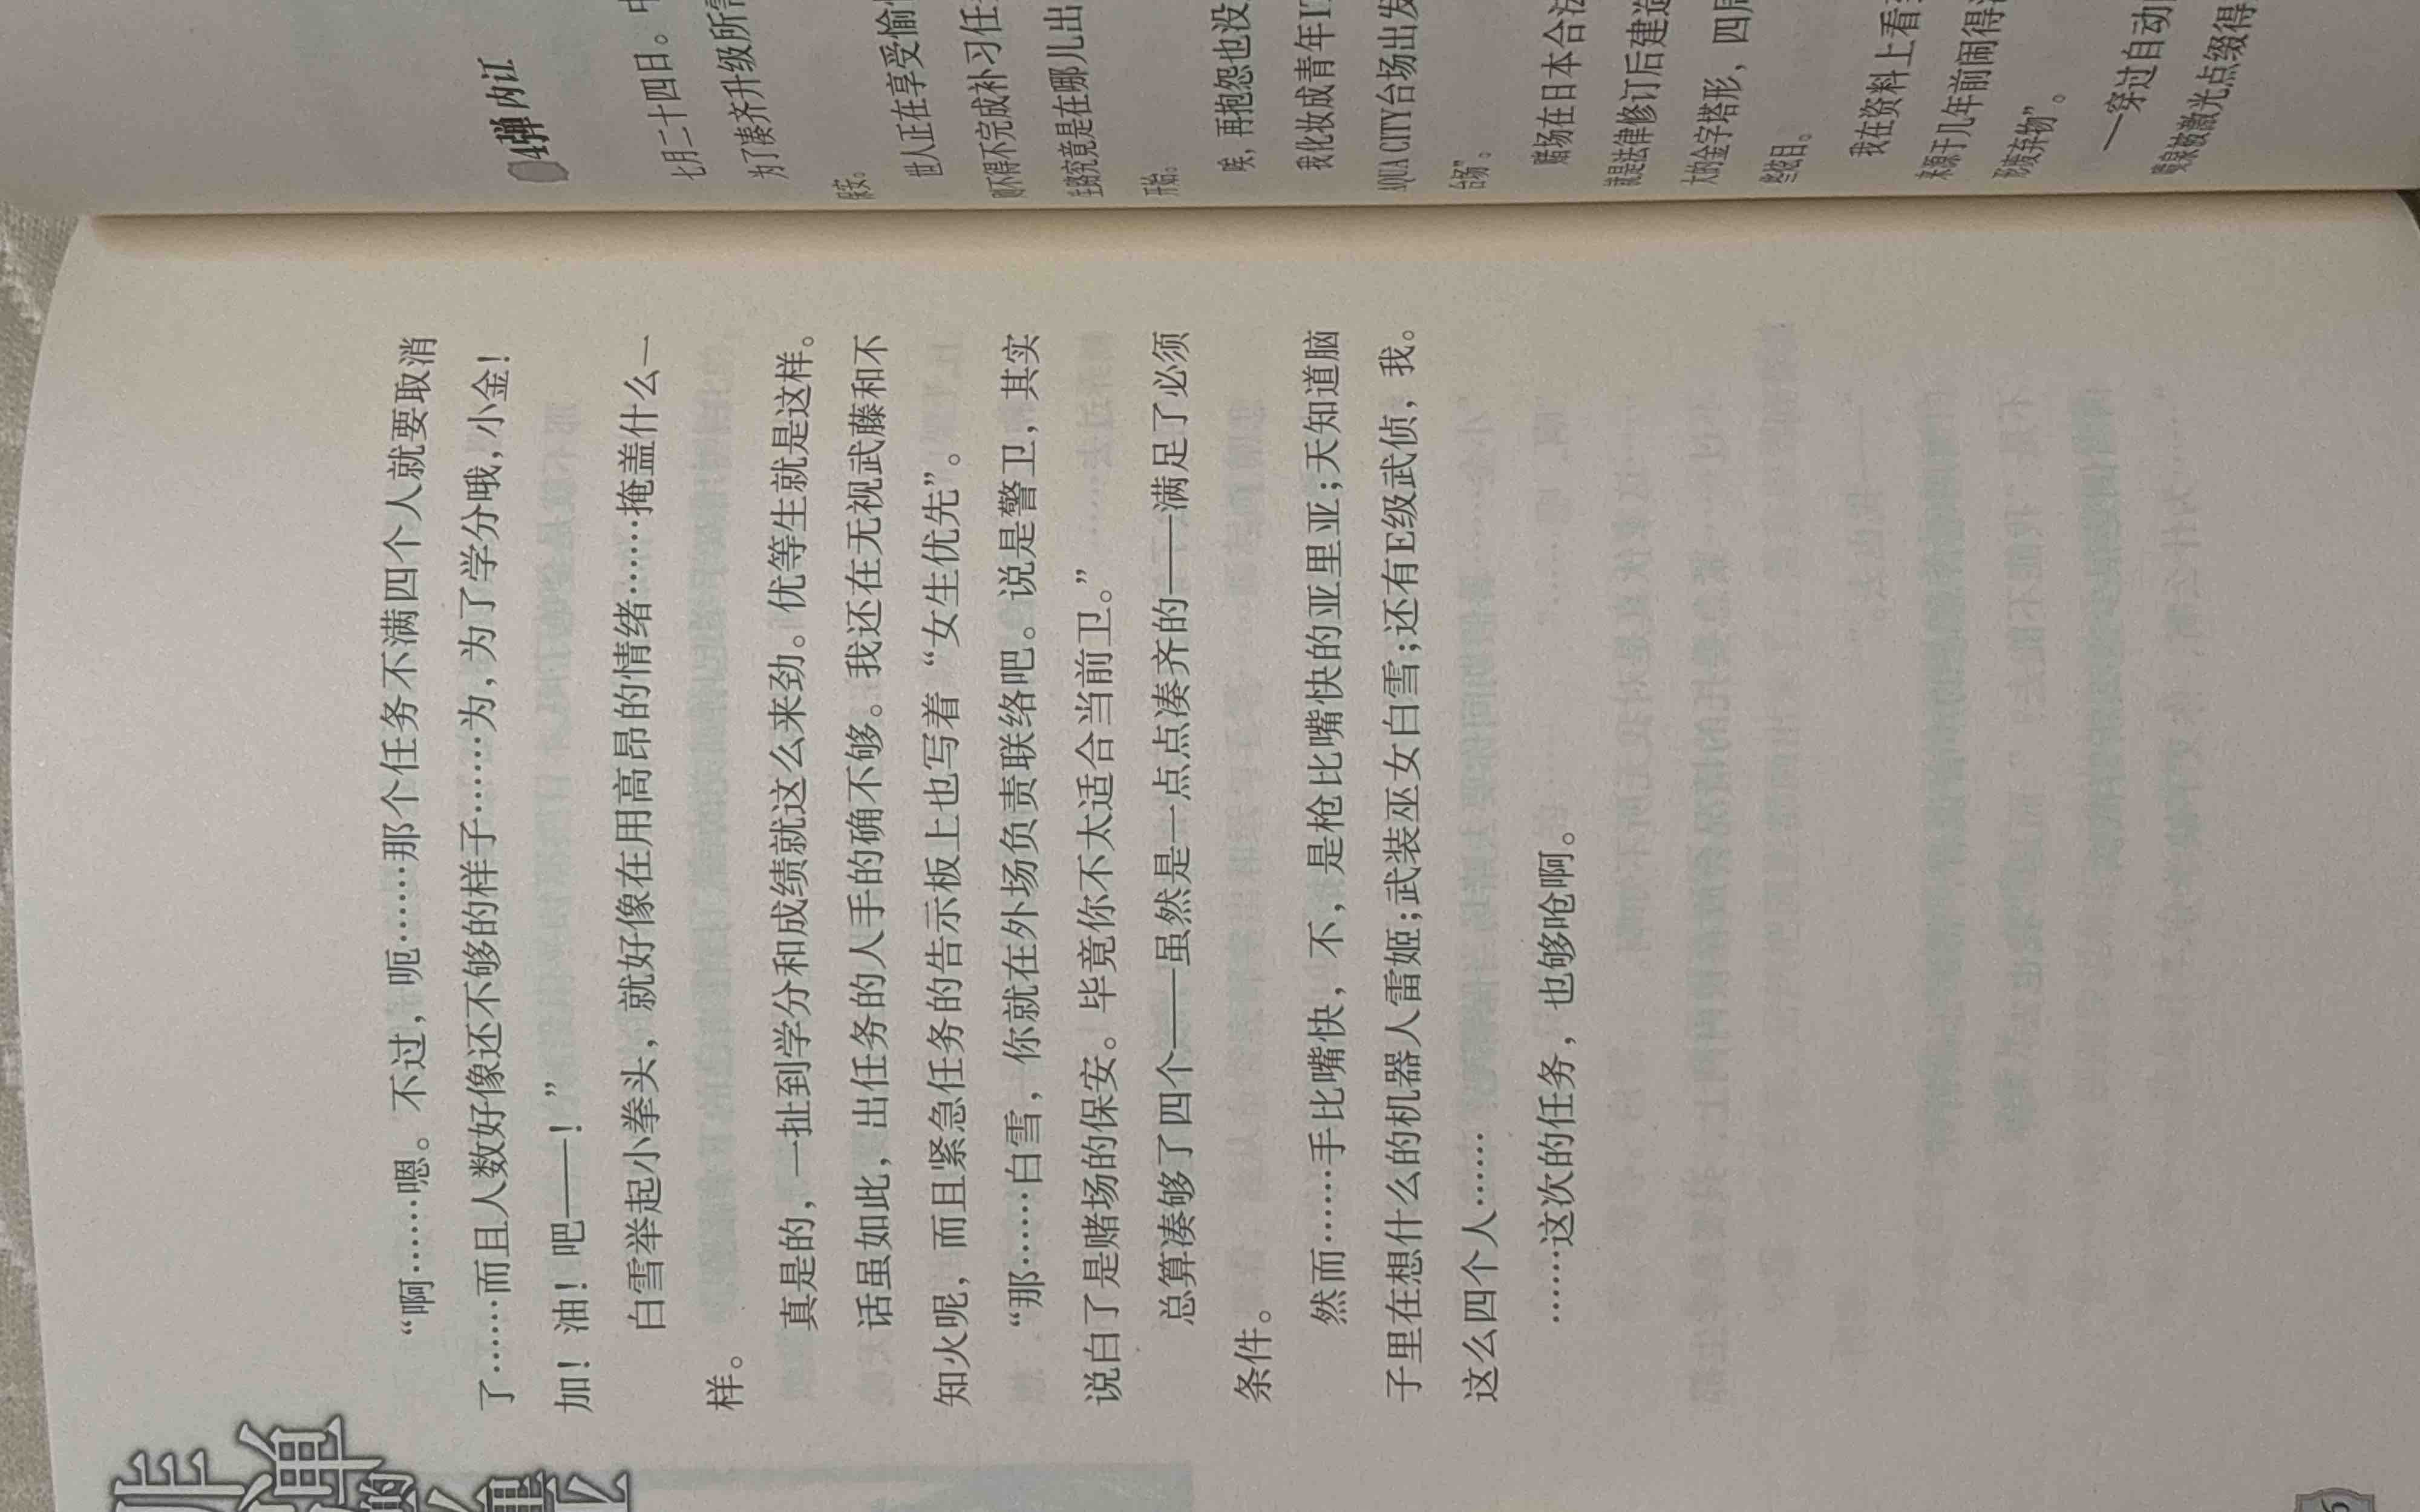 绯弹的亚里亚
“啊……嗯。不过，呃……那个任务不满四个人就要取消
了……而且人数好像还不够的样子……为，为了学分哦，小金！
加！油！吧——！”
白雪举起小拳头，就好像在用高昂的情绪……掩盖什么一
样。
真是的，一扯到学分和成绩就这么来劲。优等生就是这样。
话虽如此，出任务的人手的确不够。我还在无视武藤和不
知火呢，而且紧急任务的告示板上也写着“女生优先”。
“那……白雪，你就在外场负责联络吧。说是警卫，其实
说白了是赌场的保安。毕竟你不太适合当前卫。”
总算凑够了四个——虽然是一点点凑齐的——满足了必须
条件。
然而……手比嘴快，不，是枪比嘴快的亚里亚；天知道脑
子里在想什么的机器人雷姬；武装巫女白雪；还有E级武侦，我。
这么四个人……
……这次的任务，也够呛啊。
6
4弹 内讧
七月二十四日。中
为了凑齐升级所需
保安。
世人正在享受愉
则不得不完成补习任
路究竟是在哪儿出
开始。
唉，再抱怨也没
我化妆成青年IT
AQUA CITY台场出发
台场”。
赌场在日本合法
就是法律修订后建造
大的金字塔形，四周
些炫目。
我在资料上看到
来源于几年前闹得
形废弃物”。
—穿过自动
喷泉被激光点缀得